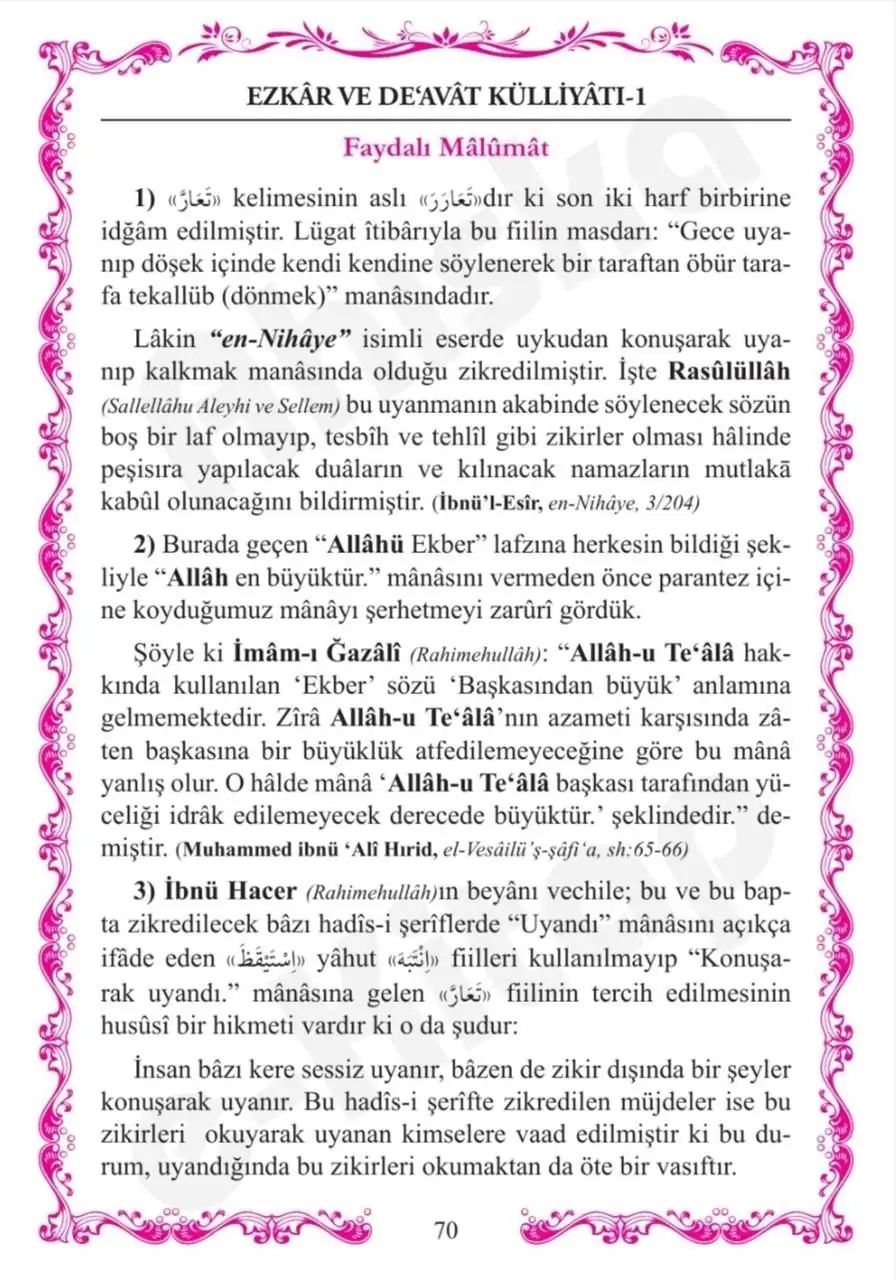 EZKÂR VE DE‘AVÂT KÜLLİYÂTI-1
Faydalı Mâlûmât
1) «تَعَارَّ» kelimesinin aslı «تَعَارَرَ»dır ki son iki harf birbirine
idğâm edilmiştir. Lügat îtibârıyla bu fiilin masdarı: “Gece uya-
nıp döşek içinde kendi kendine söylenerek bir taraftan öbür tara-
fa tekallüb (dönmek)” manâsındadır.
Lâkin “en-Nihâye” isimli eserde uykudan konuşarak uya-
nıp kalkmak manâsında olduğu zikredilmiştir. İşte Rasûlüllâh
(Sallellâhu Aleyhi ve Sellem) bu uyanmanın akabinde söylenecek sözün
boş bir laf olmayıp, tesbîh ve tehlîl gibi zikirler olması hâlinde
peşisıra yapılacak duâların ve kılınacak namazların mutlakā
kabûl olunacağını bildirmiştir. (İbnü’l-Esîr, en-Nihâye, 3/204)
2) Burada geçen “Allâhü Ekber” lafzına herkesin bildiği şek-
liyle “Allâh en büyüktür.” mânâsını vermeden önce parantez içi-
ne koyduğumuz mânâyı şerhetmeyi zarûrî gördük.
Şöyle ki İmâm-ı Ğazâlî (Rahimehullâh): “Allâh-u Te‘âlâ hak-
kında kullanılan ‘Ekber’ sözü ‘Başkasından büyük’ anlamına
gelmemektedir. Zîrâ Allâh-u Te‘âlâ’nın azameti karşısında zâ-
ten başkasına bir büyüklük atfedilemeyeceğine göre bu mânâ
yanlış olur. O hâlde mânâ ‘Allâh-u Te‘âlâ başkası tarafından yü-
celiği idrâk edilemeyecek derecede büyüktür.’ şeklindedir.” de-
miştir. (Muhammed ibnü ‘Alî Hırid, el-Vesâilü’ş-şâfi‘a, sh:65-66)
3) İbnü Hacer (Rahimehullâh)ın beyânı vechile; bu ve bu bap-
ta zikredilecek bâzı hadîs-i şerîflerde “Uyandı” mânâsını açıkça
ifâde eden «اِسْتَيْقَظَ» yâhut «اِنْتَبَهَ» fiilleri kullanılmayıp “Konuşa-
rak uyandı.” mânâsına gelen «تَعَارَّ» fiilinin tercih edilmesinin
husûsî bir hikmeti vardır ki o da şudur:
İnsan bâzı kere sessiz uyanır, bâzen de zikir dışında bir şeyler
konuşarak uyanır. Bu hadîs-i şerîfte zikredilen müjdeler ise bu
zikirleri okuyarak uyanan kimselere vaad edilmiştir ki bu du-
rum, uyandığında bu zikirleri okumaktan da öte bir vasıftır.
70